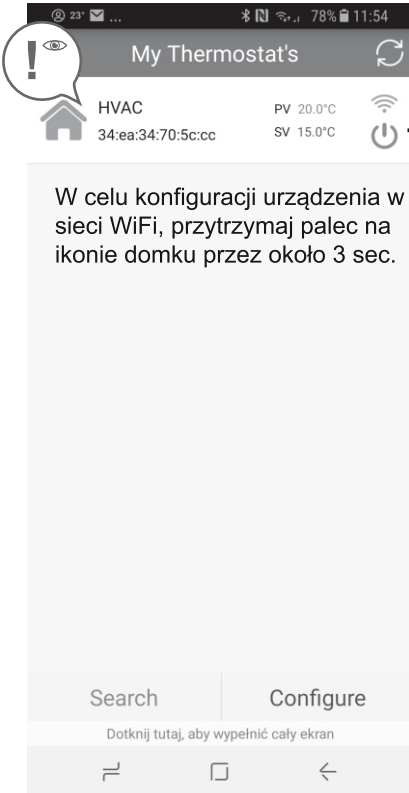 23° ... 78% 11:54
!
My Thermostat's
HVAC PV 20.0°C
34:ea:34:70:5c:cc SV 15.0°C
W celu konfiguracji urządzenia w
sieci WiFi, przytrzymaj palec na
ikonie domku przez około 3 sec.
Search Configure
Dotknij tutaj, aby wypełnić cały ekran